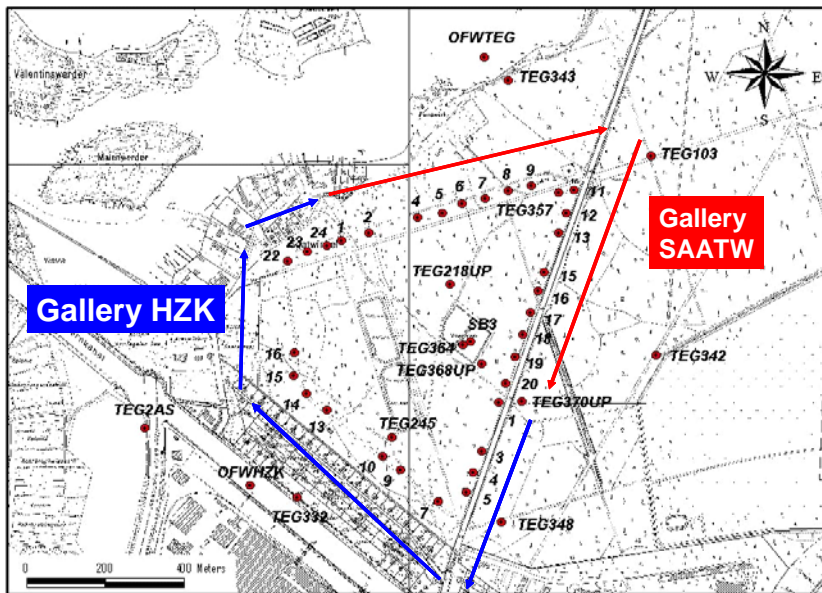 OFWTEG
N
W
E
S
TEG343
Valentinswerder
TEG103
Maienwerder
4
5
6
7
8
9
11
TEG357
12
13
Gallery
SAATW
22
23
24
1
2
TEG218UP
15
16
17
18
19
20
Gallery HZK
SB3
TEG364
TEG368UP
TEG342
16
15
14
13
TEG370UP
1
TEG2AS
TEG245
10
9
3
4
5
7
OFWHZK
TEG332
TEG348
0
200
400
Meters